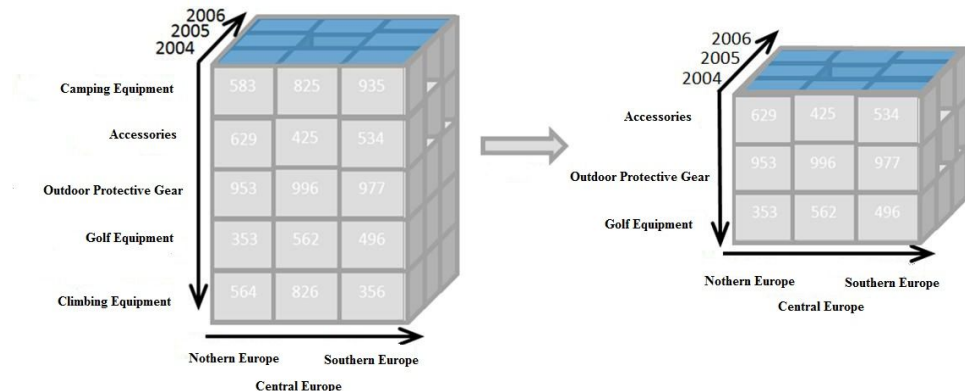 2006
2005
2004
Camping Equipment
583 825 935
Accessories
629 425 534
Outdoor Protective Gear
953 996 977
Golf Equipment
353 562 496
Climbing Equipment
564 826 356
Nothern Europe
Southern Europe
Central Europe
2006
2005
2004
Accessories
629 425 534
Outdoor Protective Gear
953 996 977
Golf Equipment
353 562 496
Nothern Europe
Southern Europe
Central Europe